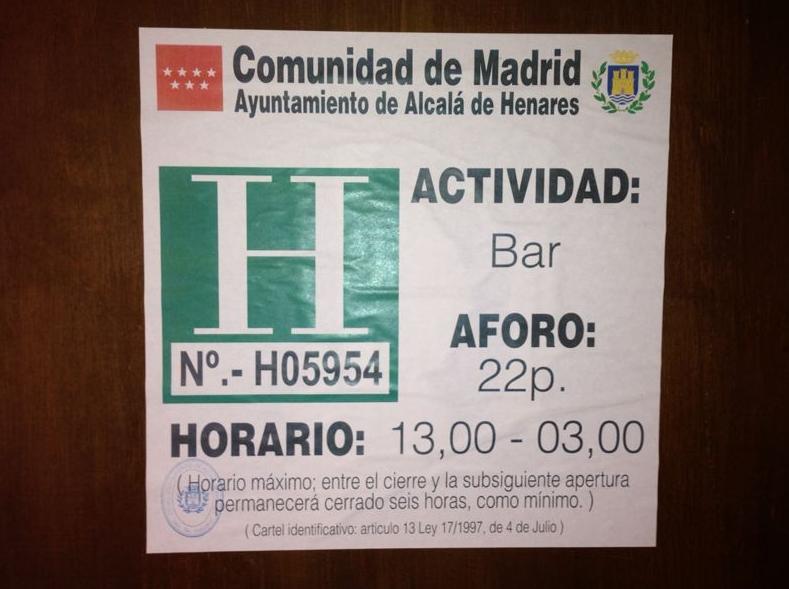 Comunidad de Madrid
Ayuntamiento de Alcalá de Henares
H
Nº.- H05954
ACTIVIDAD:
Bar
AFORO:
22p.
HORARIO: 13,00 - 03,00
( Horario máximo; entre el cierre y la subsiguiente apertura
permanecerá cerrado seis horas, como mínimo. )
( Cartel identificativo: articulo 13 Ley 17/1997, de 4 de Julio )